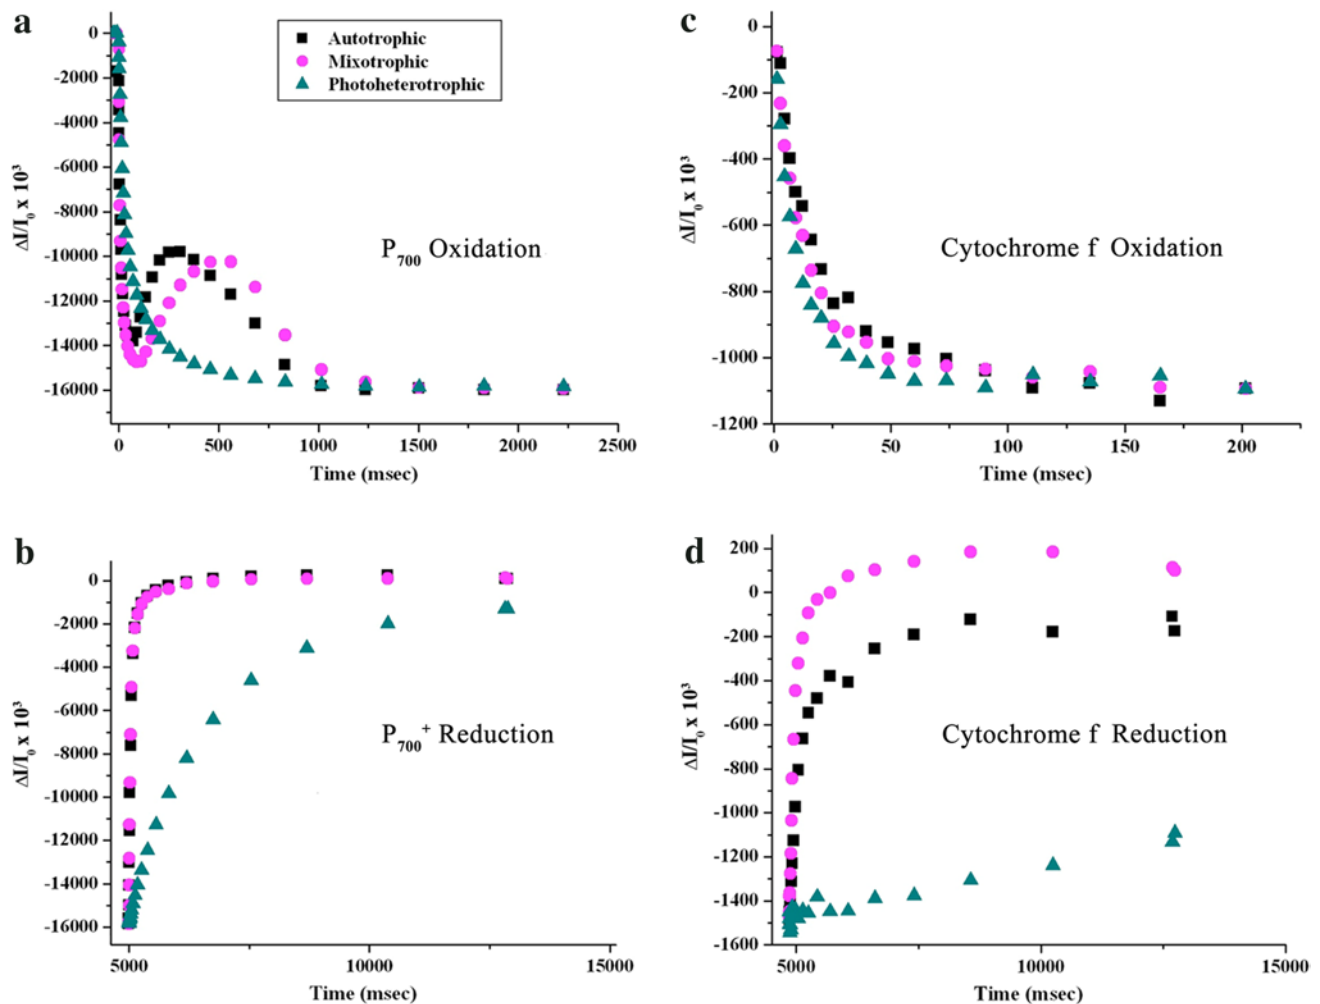 a
0
-2000
-4000
-6000
-8000
-10000
-12000
-14000
-16000
ΔI/I₀ x 10³
Autotrophic
Mixotrophic
Photoheterotrophic
P₇₀₀ Oxidation
0 500 1000 1500 2000 2500
Time (msec)
c
0
-200
-400
-600
-800
-1000
-1200
ΔI/I₀ x 10³
Cytochrome f Oxidation
0 50 100 150 200
Time (msec)
b
0
-2000
-4000
-6000
-8000
-10000
-12000
-14000
-16000
ΔI/I₀ x 10³
P₇₀₀⁺ Reduction
5000 10000 15000
Time (msec)
d
200
0
-200
-400
-600
-800
-1000
-1200
-1400
-1600
ΔI/I₀ x 10³
Cytochrome f Reduction
5000 10000 15000
Time (msec)